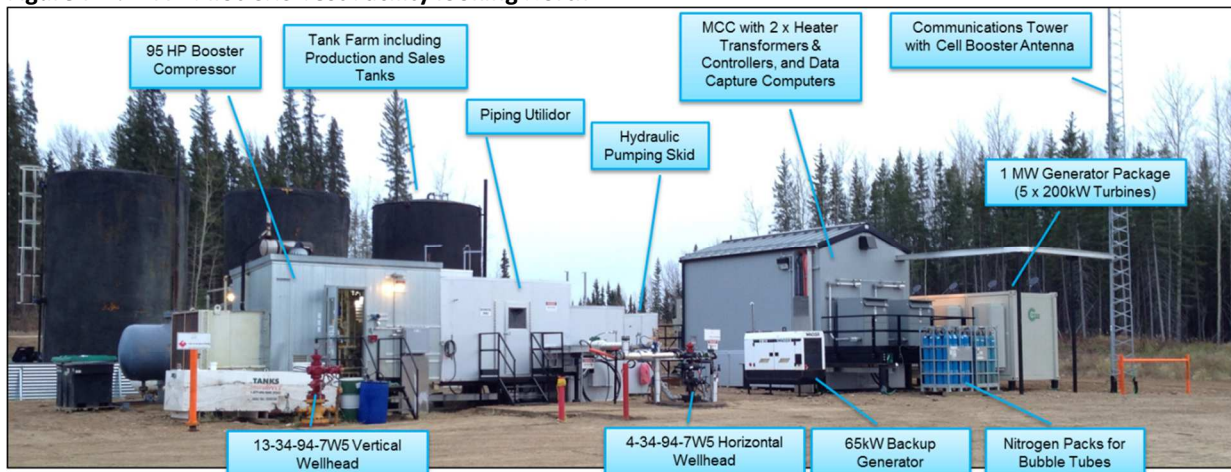 95 HP Booster
Compressor
Tank Farm including
Production and Sales
Tanks
Piping Utilidor
Hydraulic
Pumping Skid
MCC with 2 x Heater
Transformers &
Controllers, and Data
Capture Computers
Communications Tower
with Cell Booster Antenna
1 MW Generator Package
(5 x 200kW Turbines)
TANKS
13-34-94-7W5 Vertical
Wellhead
4-34-94-7W5 Horizontal
Wellhead
65kW Backup
Generator
Nitrogen Packs for
Bubble Tubes